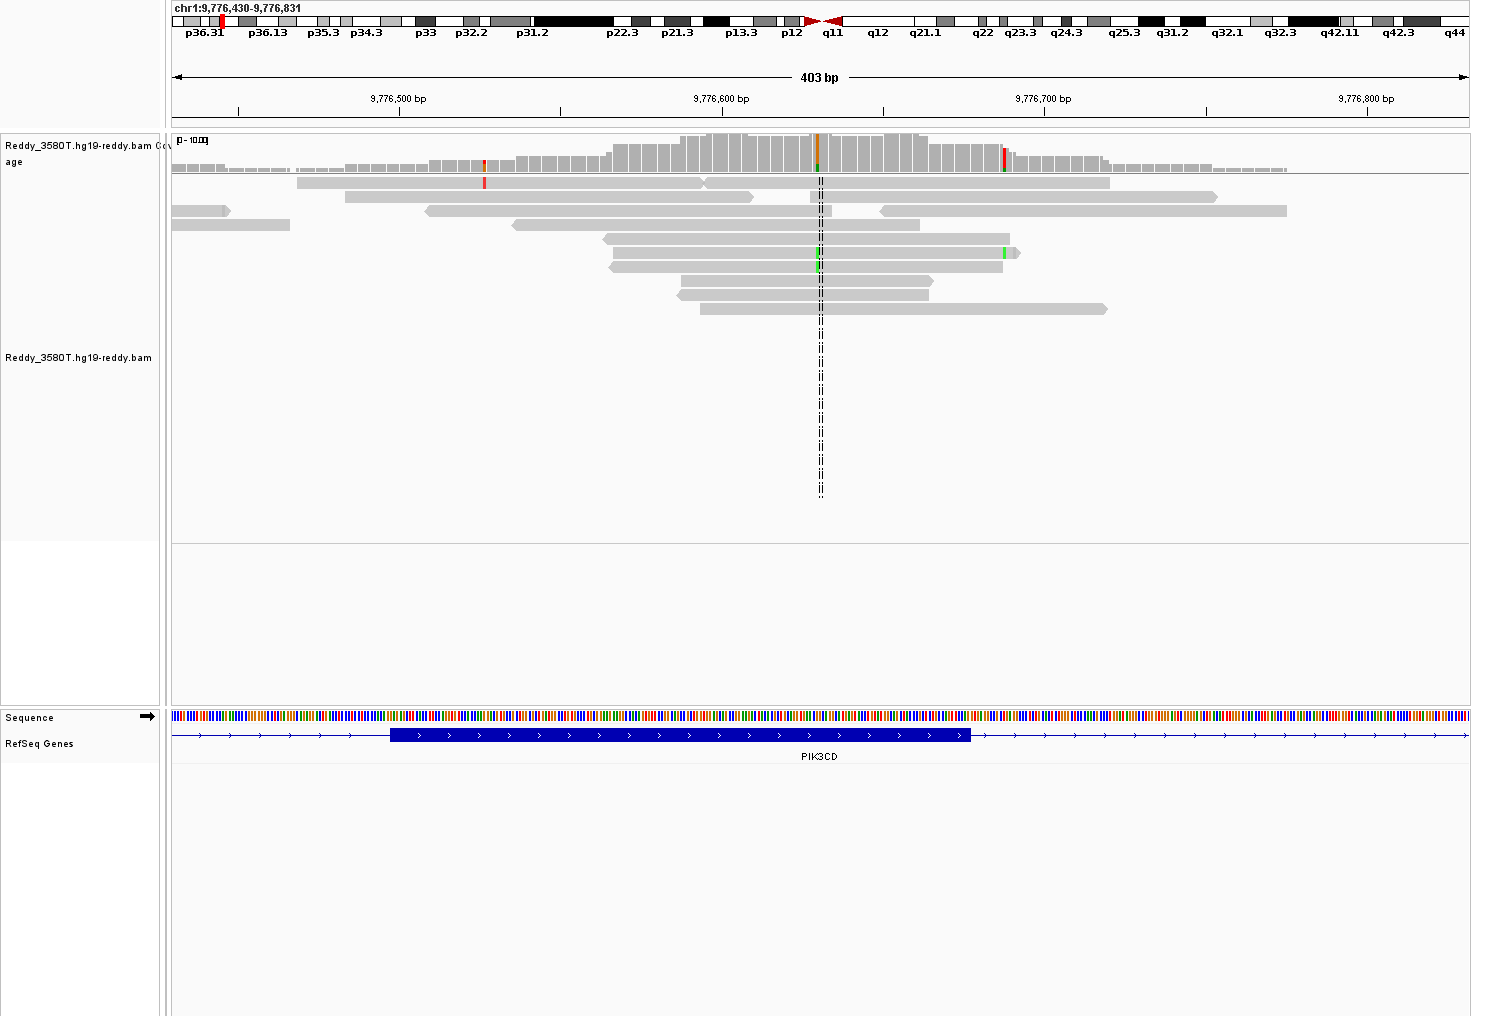 chr1:9,776,430-9,776,831
p36.31 p36.13 p35.3 p34.3 p33 p32.2 p31.2 p22.3 p21.3 p13.3 p12 q11 q12 q21.1 q22 q23.3 q24.3 q25.3 q31.2 q32.1 q32.3 q42.11 q42.3 q44
403 bp
9,776,500 bp 9,776,600 bp 9,776,700 bp 9,776,800 bp
Reddy_3580T.hg19-reddy.bam Cov
age
[0 - 10.00]
Reddy_3580T.hg19-reddy.bam
Sequence
RefSeq Genes
PIK3CD